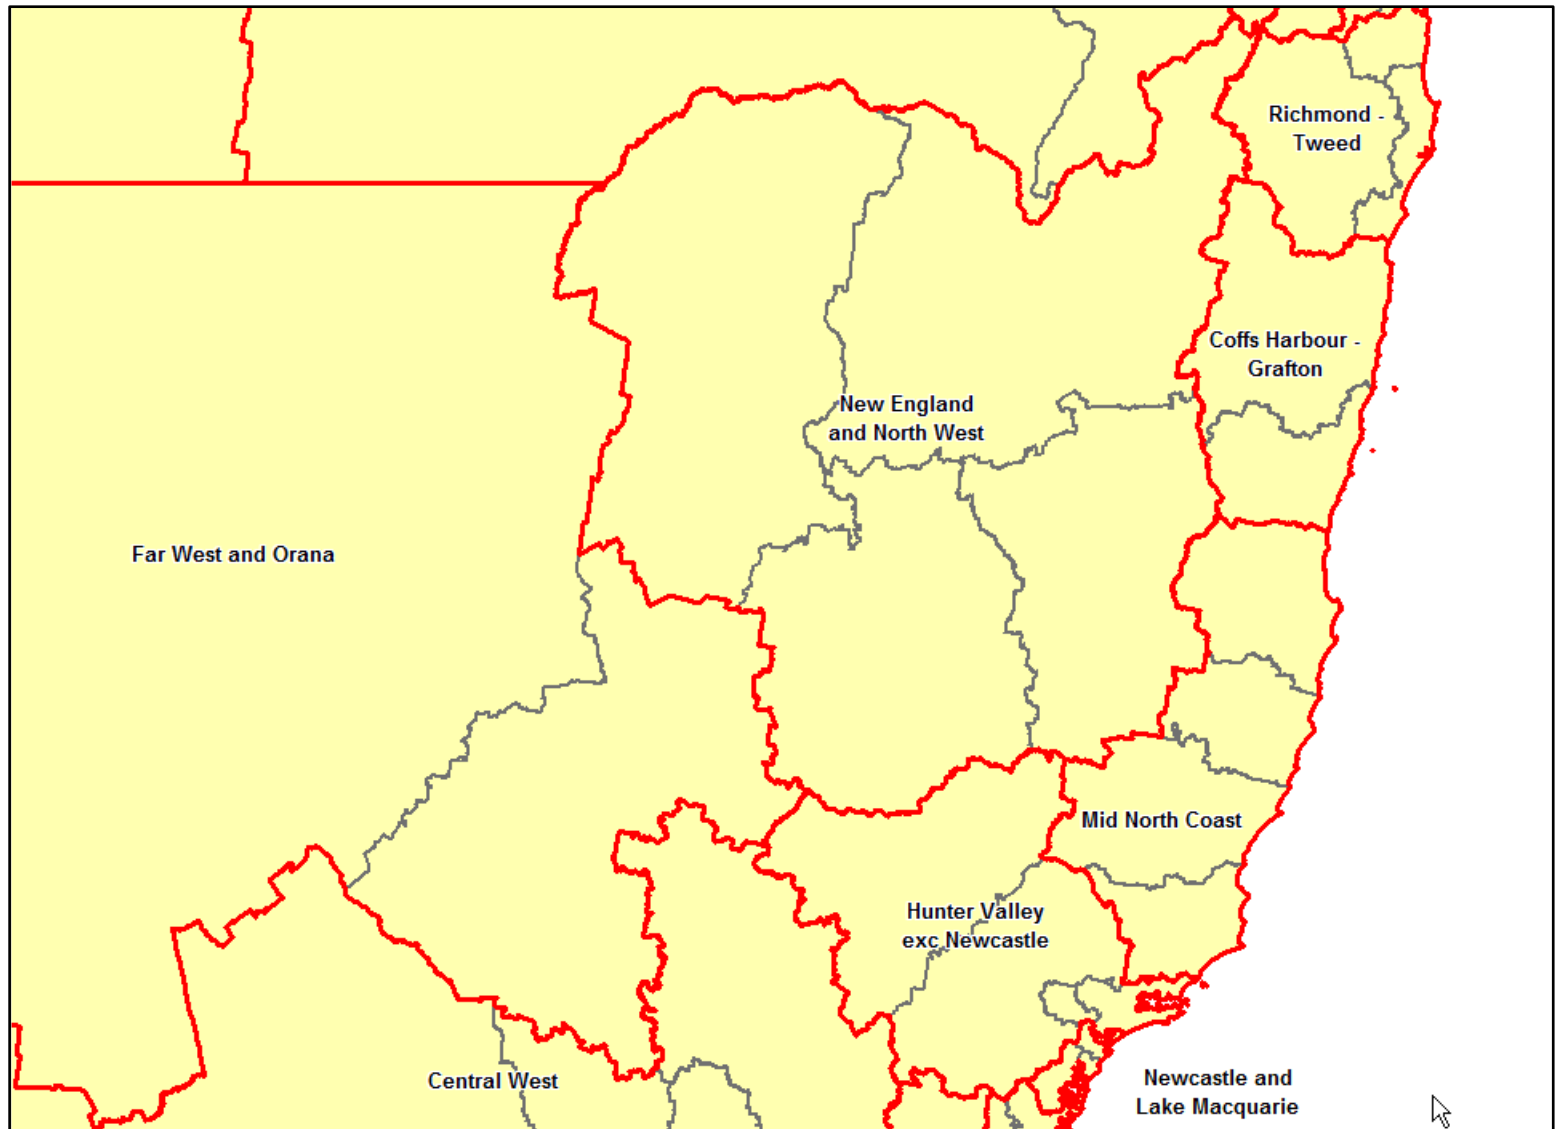 Richmond -
Tweed
Coffs Harbour -
Grafton
New England
and North West
Far West and Orana
Mid North Coast
Hunter Valley
exc Newcastle
Central West
Newcastle and
Lake Macquarie